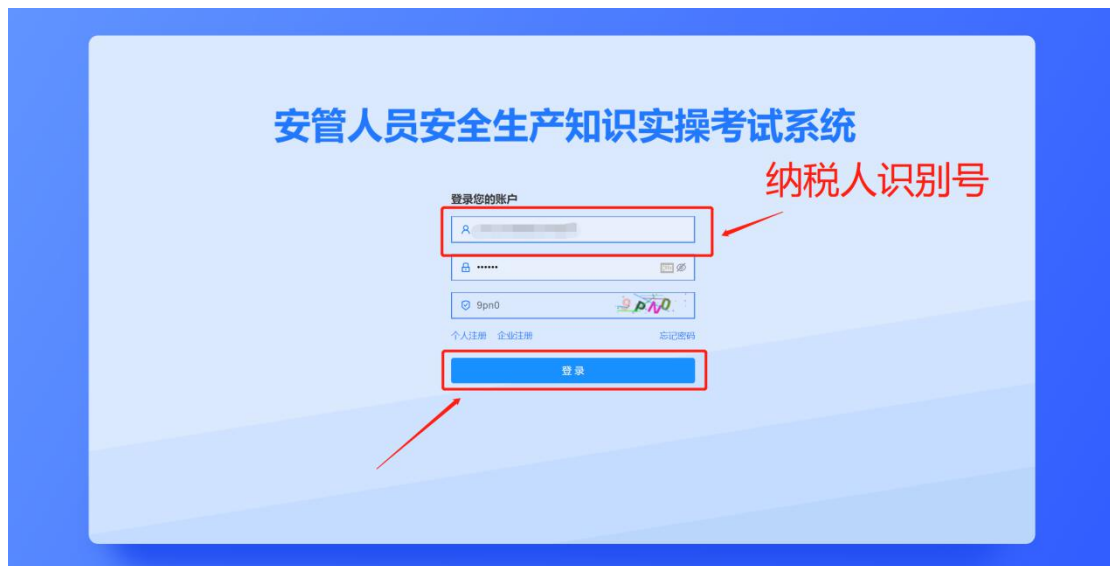 安管人员安全生产知识实操考试系统
纳税人识别号
登录您的账户
••••••
9pn0
9PN0
个人注册 企业注册 忘记密码
登录